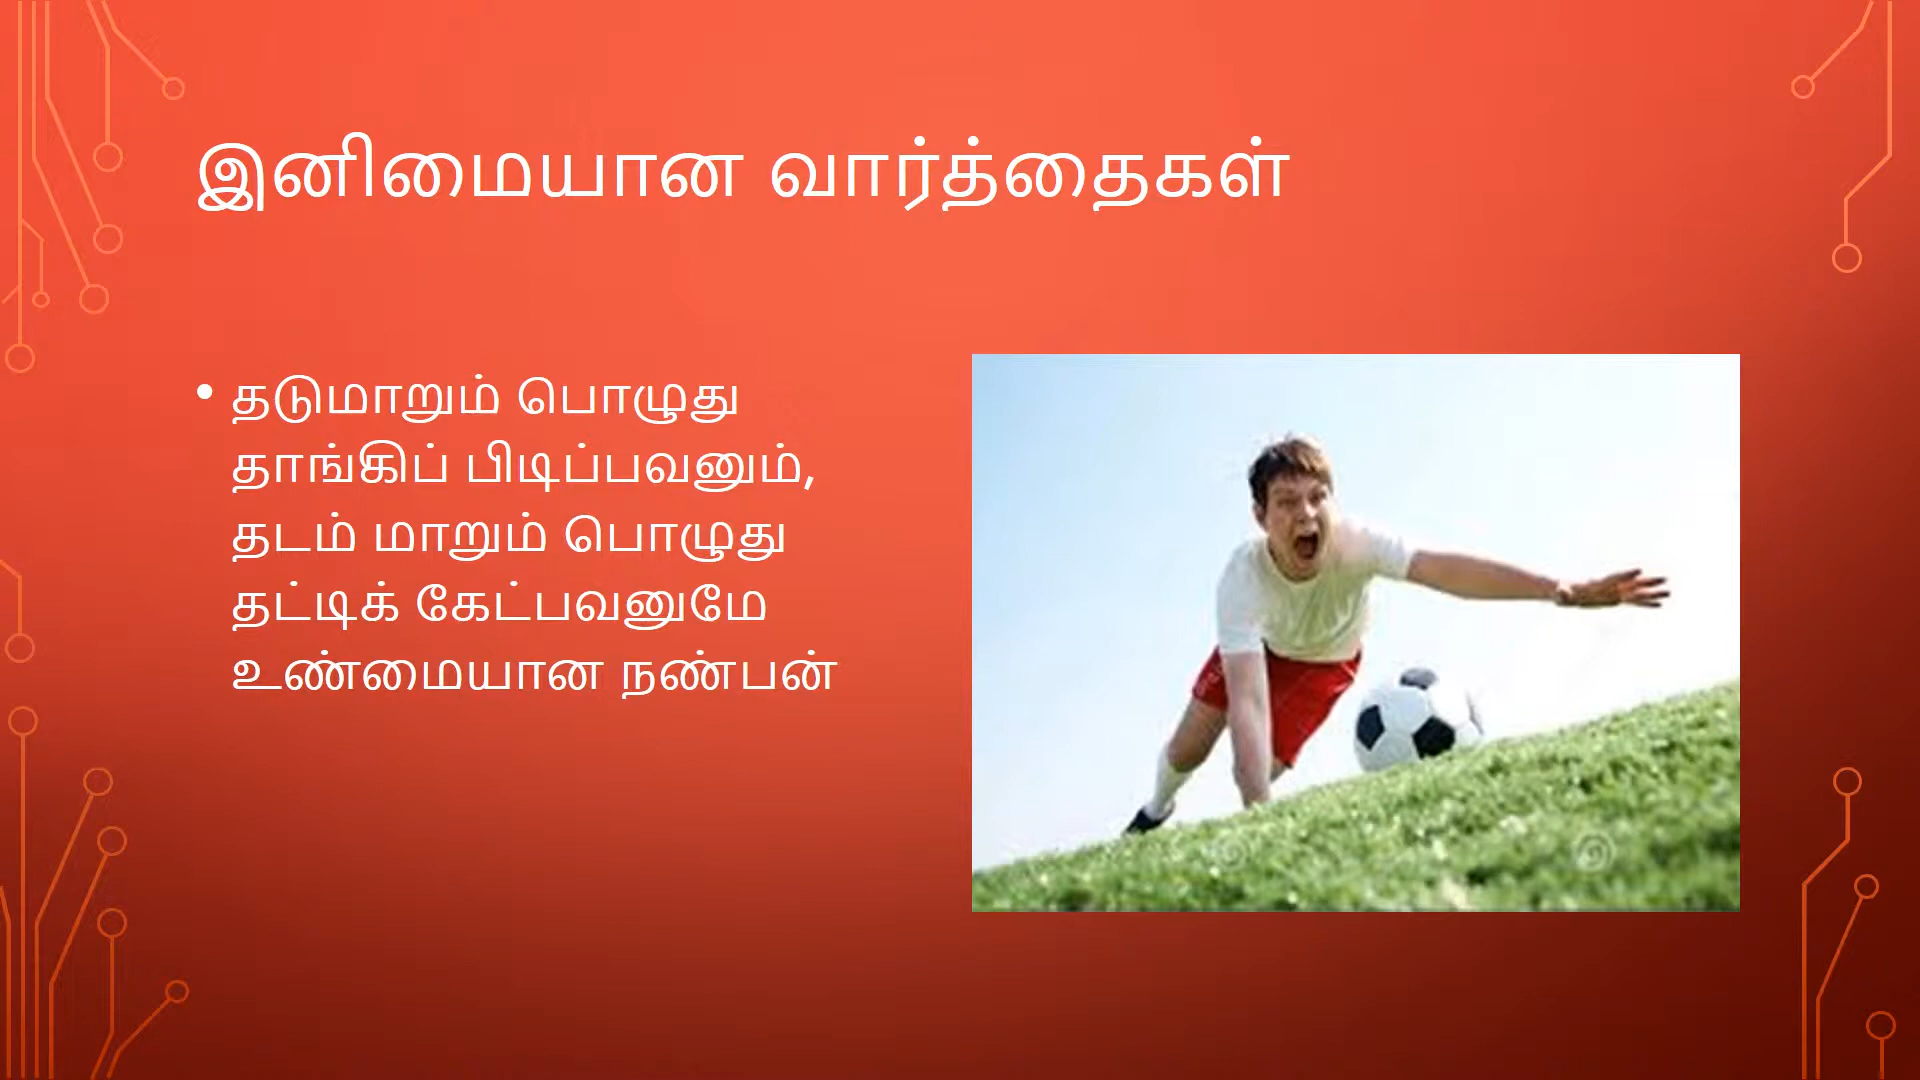 இனிமையான வார்த்தைகள்
• தடுமாறும் பொழுது
தாங்கிப் பிடிப்பவனும்,
தடம் மாறும் பொழுது
தட்டிக் கேட்பவனுமே
உண்மையான நண்பன்